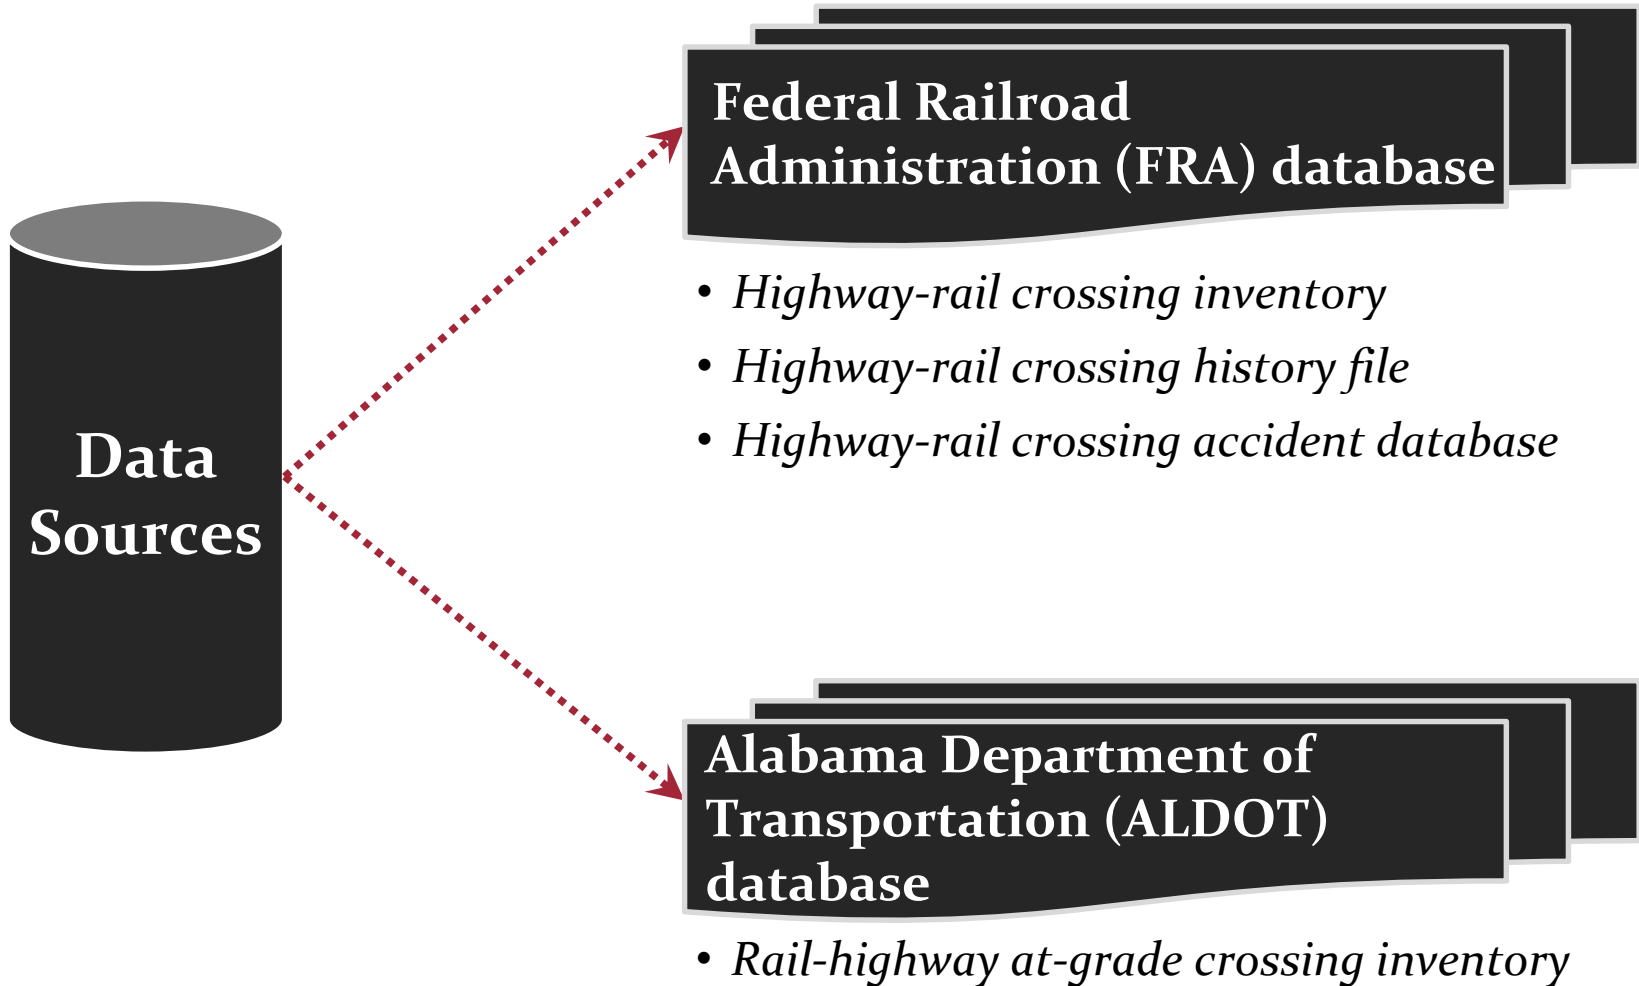 Federal Railroad
Administration (FRA) database
• Highway-rail crossing inventory
• Highway-rail crossing history file
• Highway-rail crossing accident database
Data
Sources
Alabama Department of
Transportation (ALDOT)
database
• Rail-highway at-grade crossing inventory